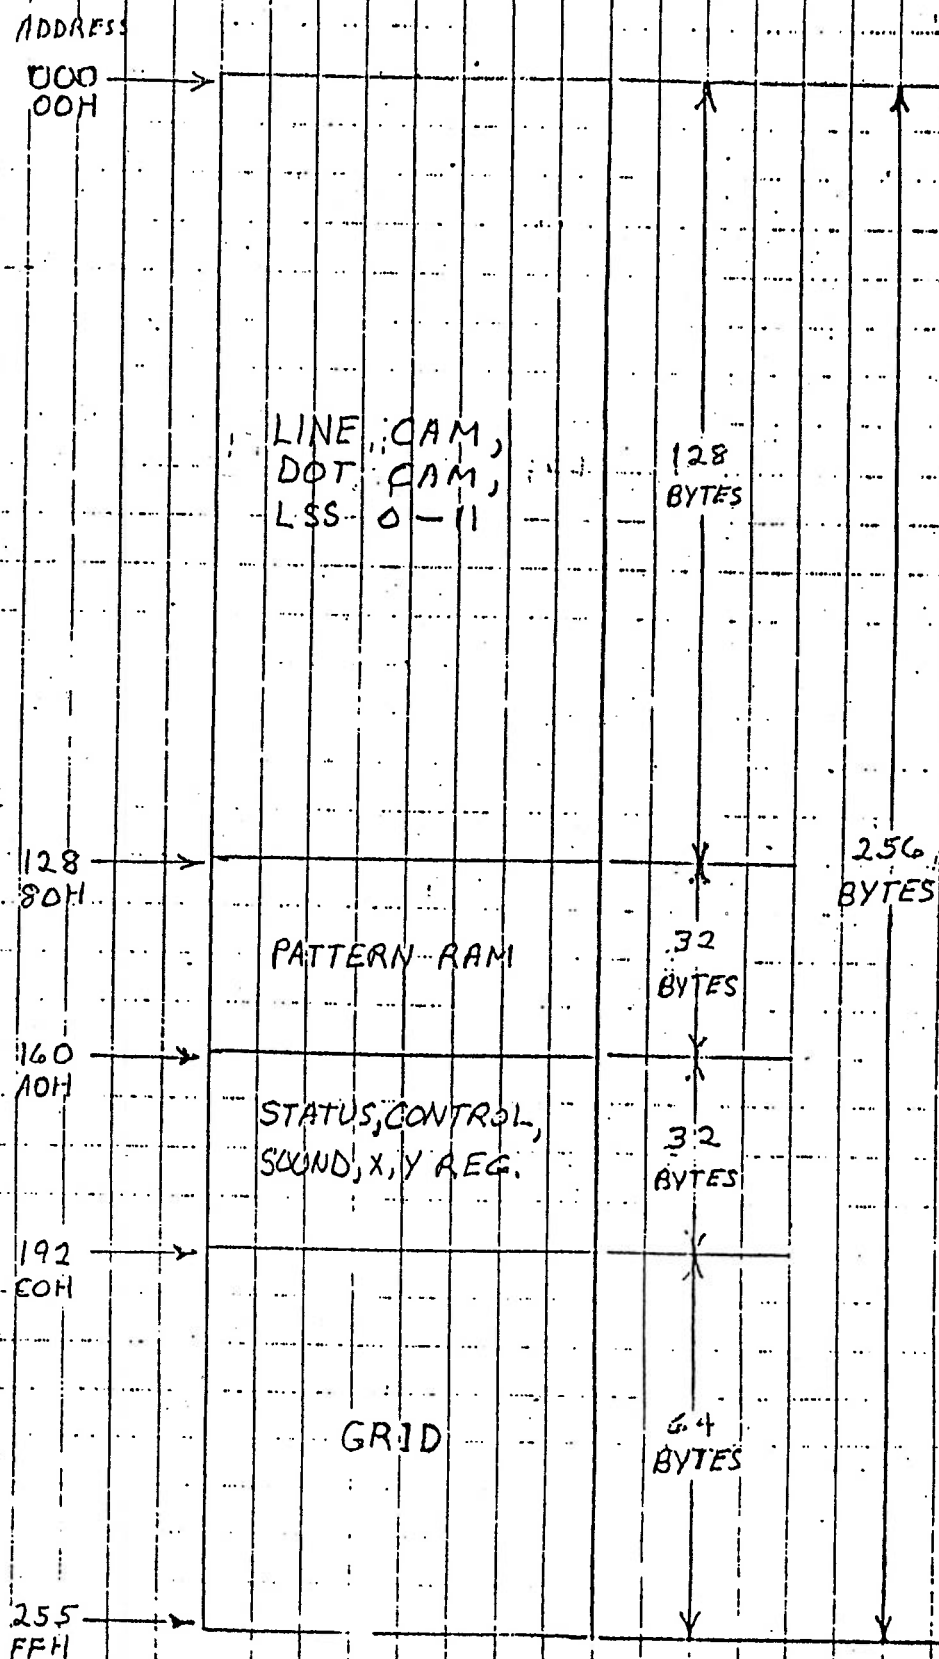 ADDRESS
000
00H
LINE CAM,
DOT CAM,
LSS 0-11
128
BYTES
128
80H
256
BYTES
PATTERN RAM
32
BYTES
160
A0H
STATUS, CONTROL,
SOUND, X, Y REG.
32
BYTES
192
C0H
GRID
64
BYTES
255
FFH